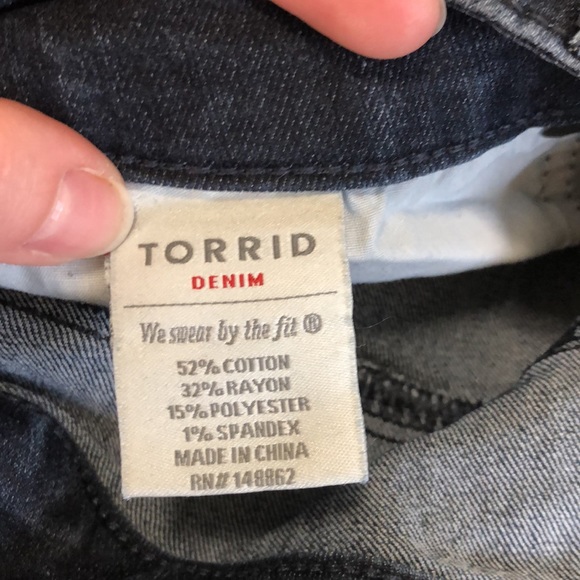 TORRID
DENIM
We swear by the fit ®
52% COTTON
32% RAYON
15% POLYESTER
1% SPANDEX
MADE IN CHINA
RN# 148862